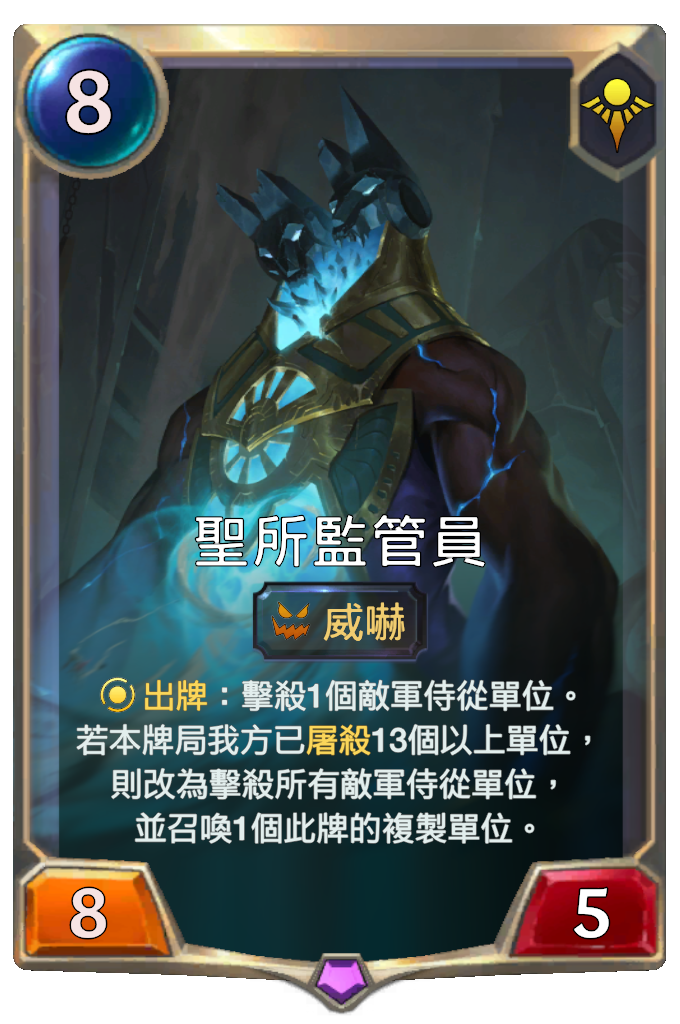 8
聖所監管員
威嚇
出牌：擊殺1個敵軍侍從單位。
若本牌局我方已屠殺13個以上單位，
則改為擊殺所有敵軍侍從單位，
並召喚1個此牌的複製單位。
8
5